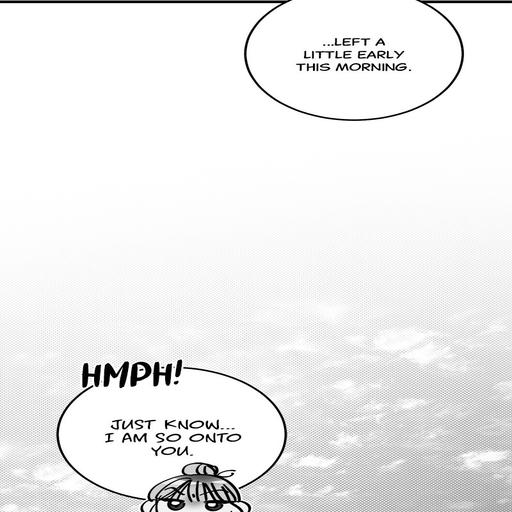 ...LEFT A
LITTLE EARLY
THIS MORNING.
HMPH!
JUST KNOW...
I AM SO ONTO
YOU.